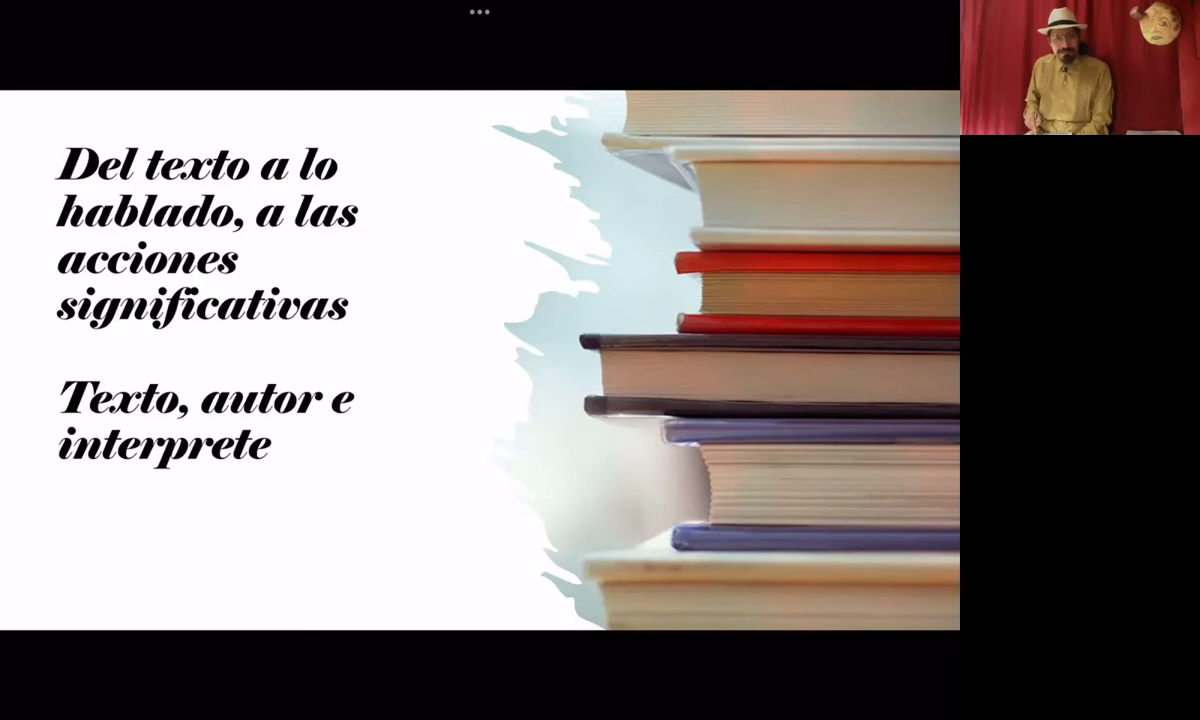 Del texto a lo
hablado, a las
acciones
significativas
Texto, autor e
interprete